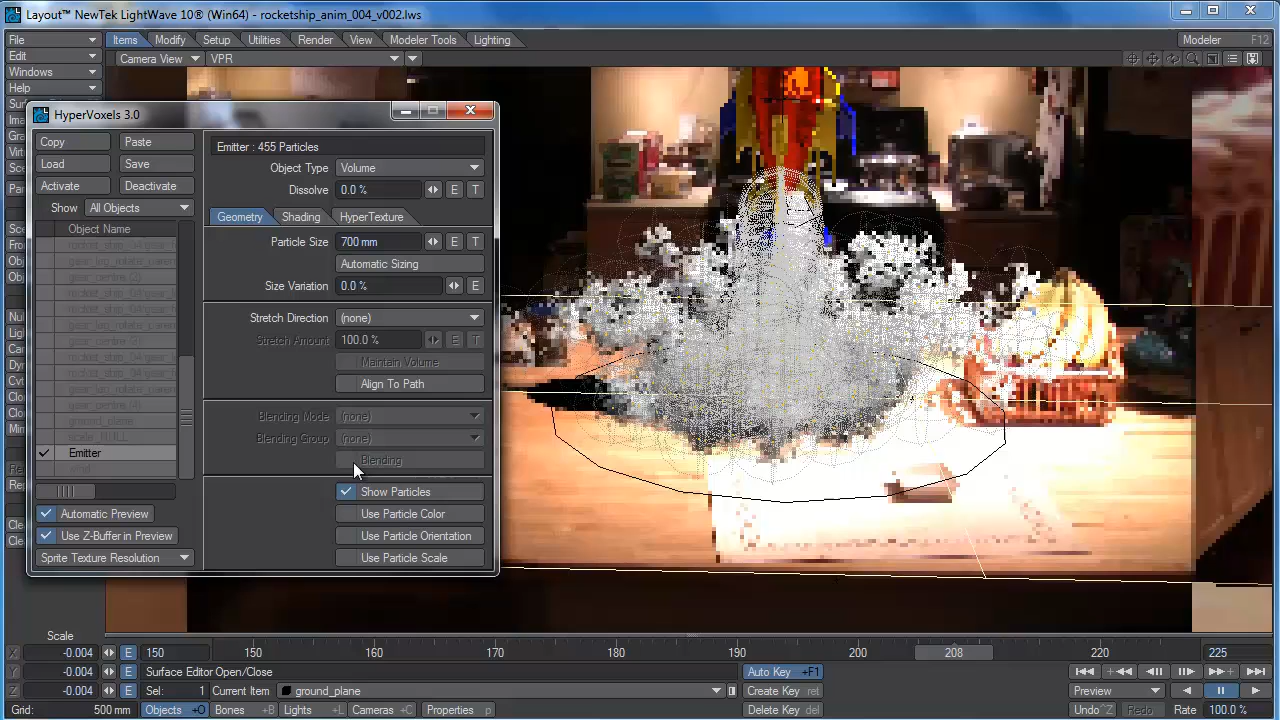 Layout™ NewTek LightWave 10® (Win64) - rocketship_anim_004_v002.lws
File Items Modify Setup Utilities Render View Modeler Tools Lighting Modeler F12
Edit Camera View VPR
Windows
Help
HyperVoxels 3.0
Copy Paste Emitter : 455 Particles
Load Save Object Type Volume
Activate Deactivate Dissolve 0.0 % E T
Show All Objects
Object Name Geometry Shading HyperTexture
Particle Size 700 mm E T
Automatic Sizing
Size Variation 0.0 % E
Stretch Direction (none)
Stretch Amount 100.0 % E T
Maintain Volume
Align To Path
Blending Mode (none)
ground_plane
Blending Group (none)
scale_NULL
Emitter Blending
Show Particles
Automatic Preview Use Particle Color
Use Z-Buffer in Preview Use Particle Orientation
Sprite Texture Resolution Use Particle Scale
Scale
X -0.004 E 150 150 160 170 180 190 200 208 220 225
Y -0.004 E Surface Editor Open/Close Auto Key +F1
Z -0.004 E Sel: 1 Current Item ground_plane Create Key ret Preview
Grid: 500 mm Objects +O Bones +B Lights +L Cameras +C Properties p Delete Key del Undo^Z Redo Rate 100.0 %